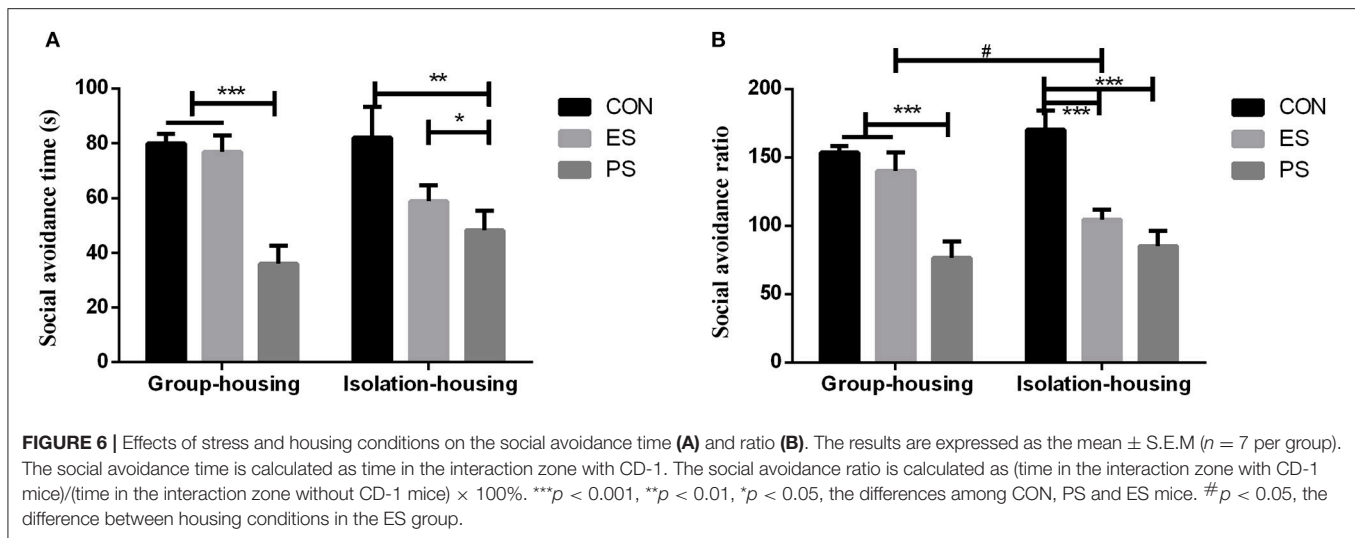 A
B
***
**
*
#
***
***
***
100
80
60
40
20
0
Social avoidance time (s)
CON
ES
PS
Group-housing
Isolation-housing
200
150
100
50
0
Social avoidance ratio
CON
ES
PS
Group-housing
Isolation-housing
FIGURE 6 | Effects of stress and housing conditions on the social avoidance time (A) and ratio (B). The results are expressed as the mean ± S.E.M (n = 7 per group).
The social avoidance time is calculated as time in the interaction zone with CD-1. The social avoidance ratio is calculated as (time in the interaction zone with CD-1
mice)/(time in the interaction zone without CD-1 mice) × 100%. ***p < 0.001, **p < 0.01, *p < 0.05, the differences among CON, PS and ES mice. #p < 0.05, the
difference between housing conditions in the ES group.